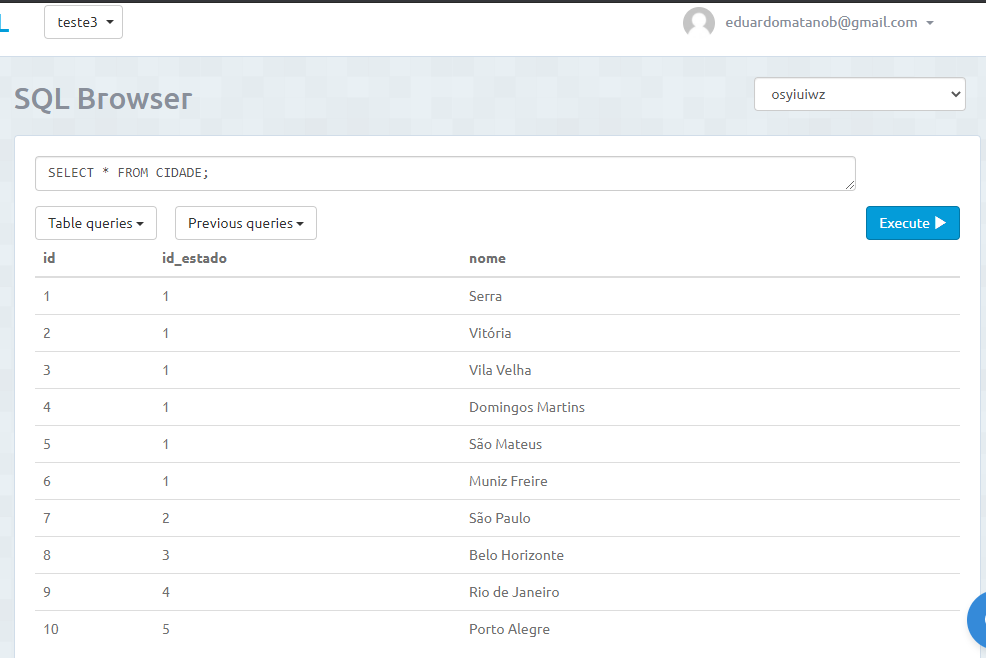 teste3
eduardomatanob@gmail.com
SQL Browser
osyiuiwz
SELECT * FROM CIDADE;
Table queries
Previous queries
Execute
id id_estado nome
1 1 Serra
2 1 Vitória
3 1 Vila Velha
4 1 Domingos Martins
5 1 São Mateus
6 1 Muniz Freire
7 2 São Paulo
8 3 Belo Horizonte
9 4 Rio de Janeiro
10 5 Porto Alegre